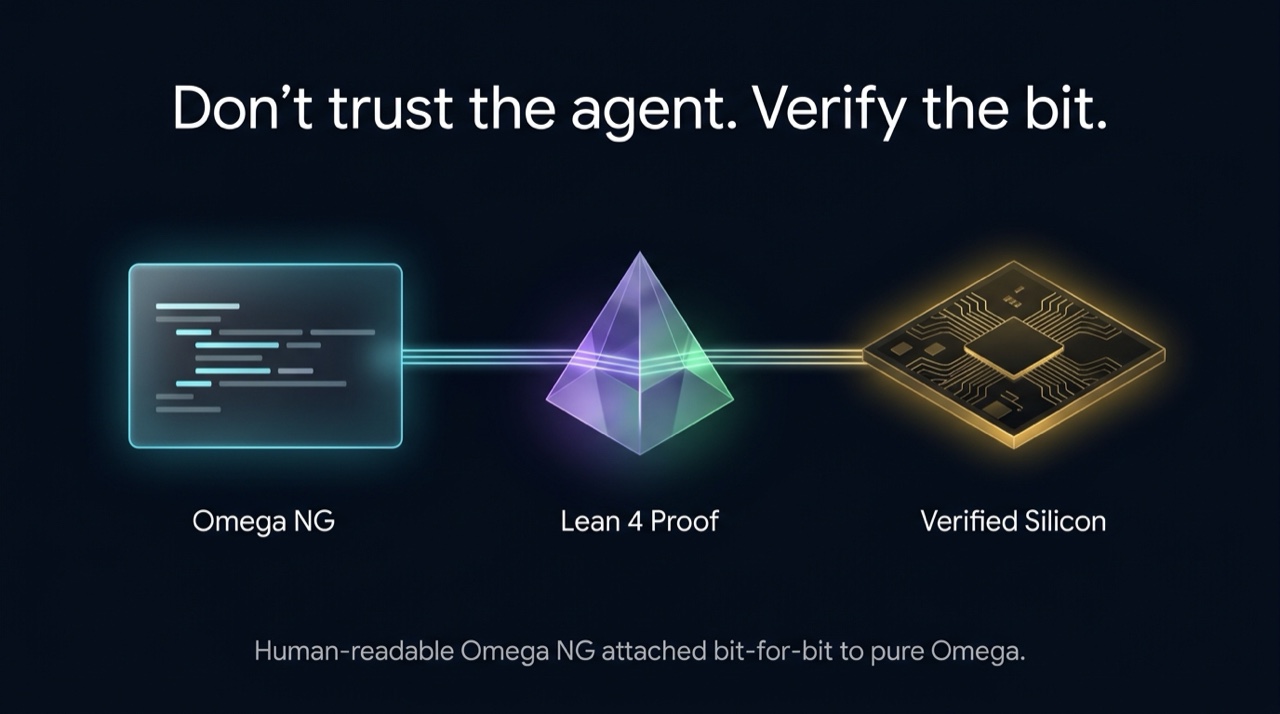 Don’t trust the agent. Verify the bit.
Omega NG
Lean 4 Proof
Verified Silicon
Human-readable Omega NG attached bit-for-bit to pure Omega.